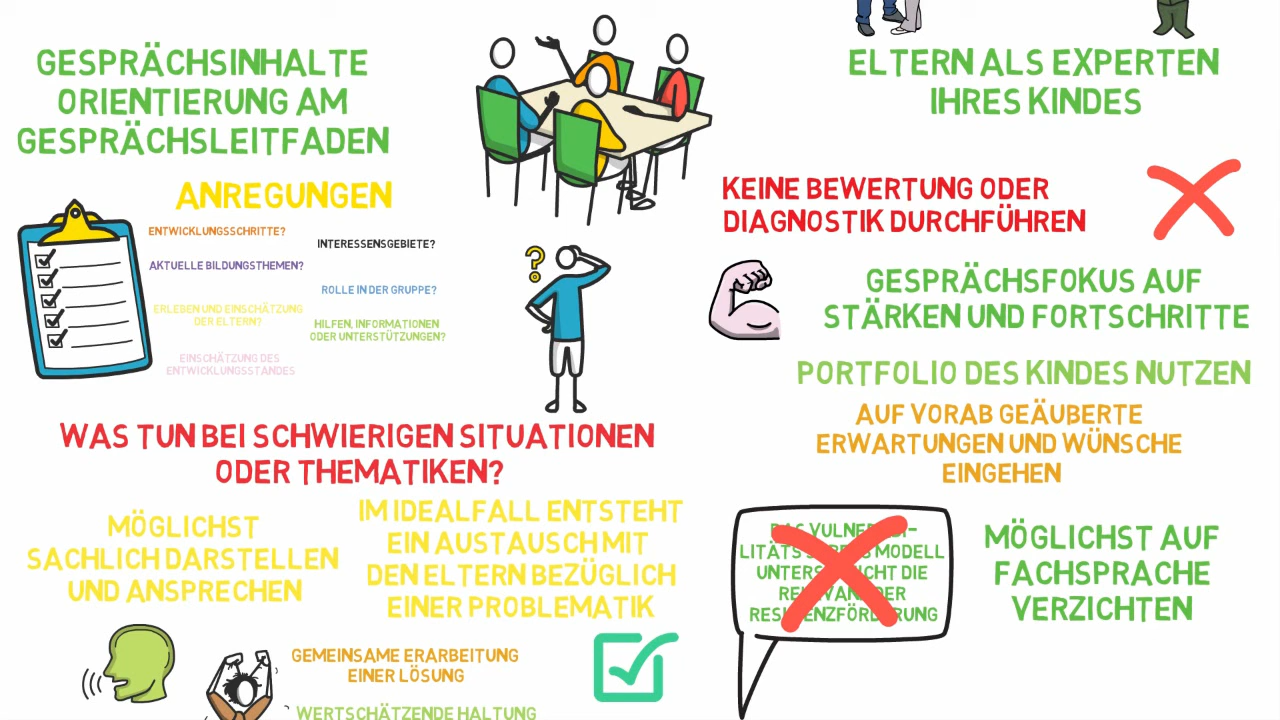 GESPRÄCHSINHALTE
ORIENTIERUNG AM
GESPRÄCHSLEITFADEN
ANREGUNGEN
ENTWICKLUNGSSCHRITTE?
INTERESSENSGEBIETE?
AKTUELLE BILDUNGSTHEMEN?
ROLLE IN DER GRUPPE?
ERLEBEN UND EINSCHÄTZUNG
DER ELTERN?
HILFEN, INFORMATIONEN
ODER UNTERSTÜTZUNGEN?
EINSCHÄTZUNG DES
ENTWICKLUNGSSTANDES
?
WAS TUN BEI SCHWIERIGEN SITUATIONEN
ODER THEMATIKEN?
MÖGLICHST
SACHLICH DARSTELLEN
UND ANSPRECHEN
IM IDEALFALL ENTSTEHT
EIN AUSTAUSCH MIT
DEN ELTERN BEZÜGLICH
EINER PROBLEMATIK
GEMEINSAME ERARBEITUNG
EINER LÖSUNG
WERTSCHÄTZENDE HALTUNG
ELTERN ALS EXPERTEN
IHRES KINDES
KEINE BEWERTUNG ODER
DIAGNOSTIK DURCHFÜHREN
GESPRÄCHSFOKUS AUF
STÄRKEN UND FORTSCHRITTE
PORTFOLIO DES KINDES NUTZEN
AUF VORAB GEÄUßERTE
ERWARTUNGEN UND WÜNSCHE
EINGEHEN
LITÄTS MODELL
DIE
MÖGLICHST AUF
FACHSPRACHE
VERZICHTEN